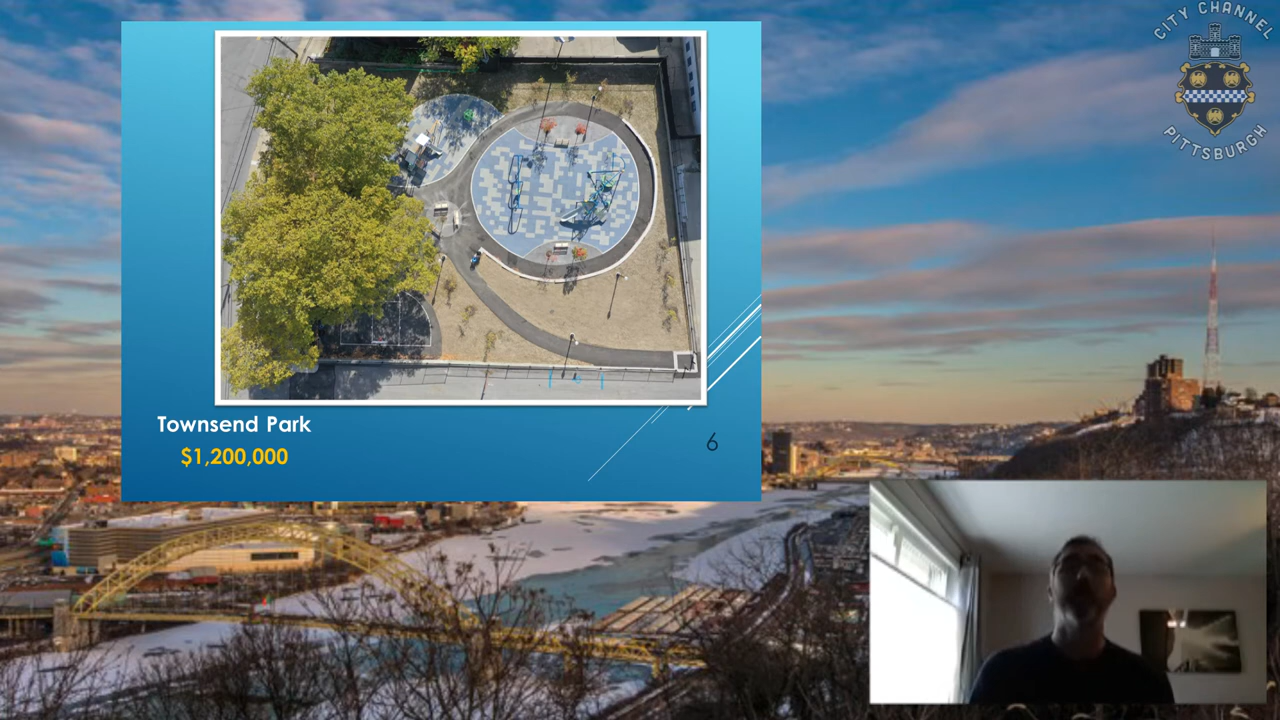 Townsend Park
$1,200,000
6
CITY CHANNEL
PITTSBURGH